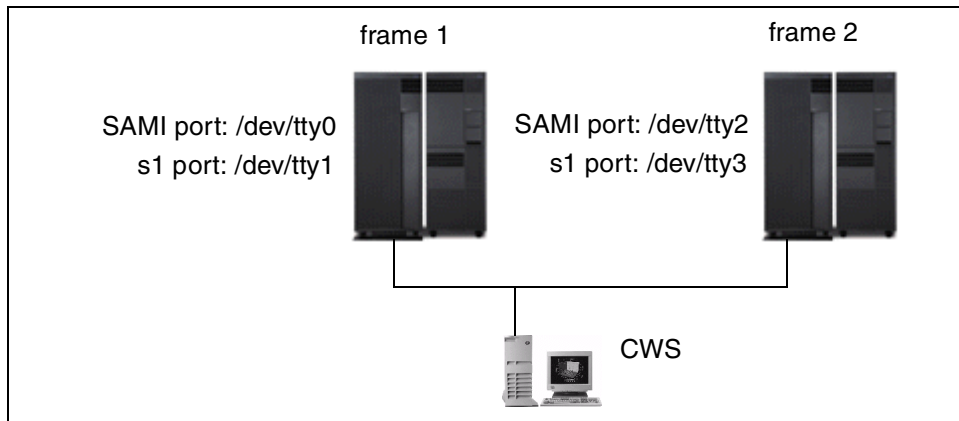 frame 1
SAMI port: /dev/tty0
s1 port: /dev/tty1
frame 2
SAMI port: /dev/tty2
s1 port: /dev/tty3
CWS